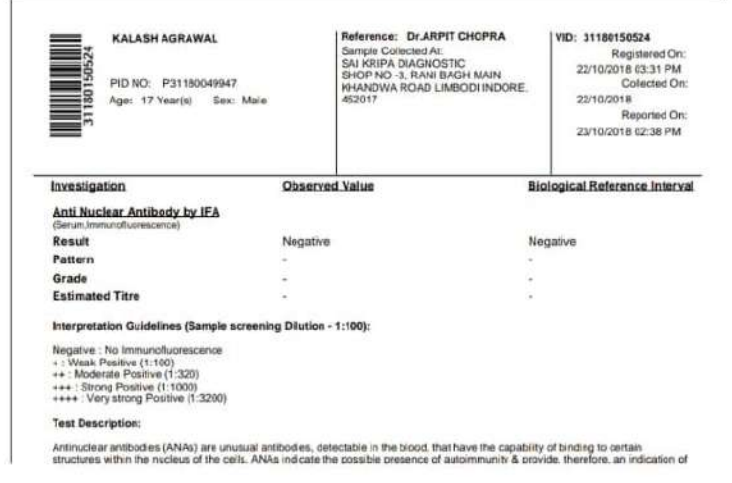 31180150524
KALASH AGRAWAL
PID NO: P31180049947
Age: 17 Year(s) Sex: Male
Reference: Dr.ARPIT CHOPRA
Sample Collected At:
SAI KRIPA DIAGNOSTIC
SHOP NO -3, RANI BAGH MAIN
KHANDWA ROAD LIMBODI INDORE.
452017
VID: 31180150524
Registered On:
22/10/2018 03:31 PM
Collected On:
22/10/2018
Reported On:
23/10/2018 02:38 PM
Investigation Observed Value Biological Reference Interval
Anti Nuclear Antibody by IFA
(Serum,Immunofluorescence)
Result Negative Negative
Pattern - -
Grade - -
Estimated Titre - -
Interpretation Guidelines (Sample screening Dilution - 1:100):
Negative : No Immunofluorescence
+ : Weak Positive (1:100)
++ : Moderate Positive (1:320)
+++ : Strong Positive (1:1000)
++++ : Very strong Positive (1:3200)
Test Description:
Antinuclear antibodies (ANAs) are unusual antibodies, detectable in the blood, that have the capability of binding to certain
structures within the nucleus of the cells. ANAs indicate the possible presence of autoimmunity & provide, therefore, an indication of